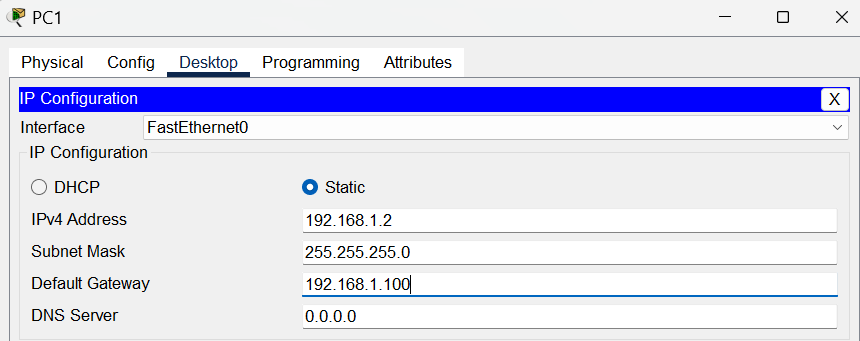 PC1
Physical Config Desktop Programming Attributes
IP Configuration X
Interface FastEthernet0
IP Configuration
DHCP Static
IPv4 Address 192.168.1.2
Subnet Mask 255.255.255.0
Default Gateway 192.168.1.100
DNS Server 0.0.0.0